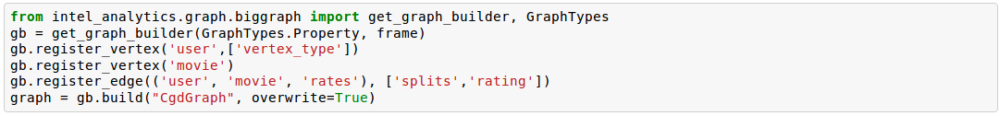 from intel_analytics.graph.biggraph import get_graph_builder, GraphTypes
gb = get_graph_builder(GraphTypes.Property, frame)
gb.register_vertex('user',['vertex_type'])
gb.register_vertex('movie')
gb.register_edge(('user', 'movie', 'rates'), ['splits','rating'])
graph = gb.build("CgdGraph", overwrite=True)